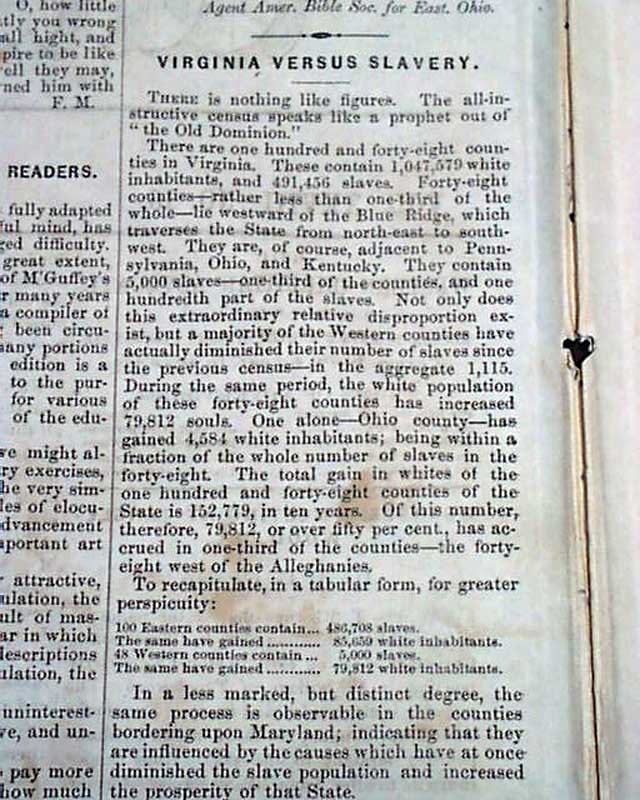 O, how little
tly you wrong
all night, and
pire to be like
ell they may,
ned him with
F. M.
READERS.
fully adapted
ful mind, has
ged difficulty.
great extent,
of M'Guffey's
r many years
a compiler of
been circu-
many portions
edition is a
to the pur-
for various
of the edu-
we might al-
ry exercises,
he very sim-
les of elocu-
dvancement
portant art
attractive,
ulation, the
ult of mas-
ar in which
descriptions
ulation, the
uninterest-
ve, and un-
pay more
how much
Agent Amer. Bible Soc. for East. Ohio.
VIRGINIA VERSUS SLAVERY.
THERE is nothing like figures. The all-in-
structive census speaks like a prophet out of
"the Old Dominion."
There are one hundred and forty-eight coun-
ties in Virginia. These contain 1,047,579 white
inhabitants, and 491,456 slaves. Forty-eight
counties—rather less than one-third of the
whole—lie westward of the Blue Ridge, which
traverses the State from north-east to south-
west. They are, of course, adjacent to Penn-
sylvania, Ohio, and Kentucky. They contain
5,000 slaves—one-third of the counties, and one
hundredth part of the slaves. Not only does
this extraordinary relative disproportion ex-
ist, but a majority of the Western counties have
actually diminished their number of slaves since
the previous census—in the aggregate 1,115.
During the same period, the white population
of these forty-eight counties has increased
79,812 souls. One alone—Ohio county—has
gained 4,584 white inhabitants; being within a
fraction of the whole number of slaves in the
forty-eight. The total gain in whites of the
one hundred and forty-eight counties of the
State is 152,779, in ten years. Of this number,
therefore, 79,812, or over fifty per cent., has ac-
crued in one-third of the counties—the forty-
eight west of the Alleghanies.
To recapitulate, in a tabular form, for greater
perspicuity:
100 Eastern counties contain... 486,708 slaves.
The same have gained ............ 85,659 white inhabitants.
48 Western counties contain ... 5,000 slaves.
The same have gained ............ 79,812 white inhabitants.
In a less marked, but distinct degree, the
same process is observable in the counties
bordering upon Maryland; indicating that they
are influenced by the causes which have at once
diminished the slave population and increased
the prosperity of that State.